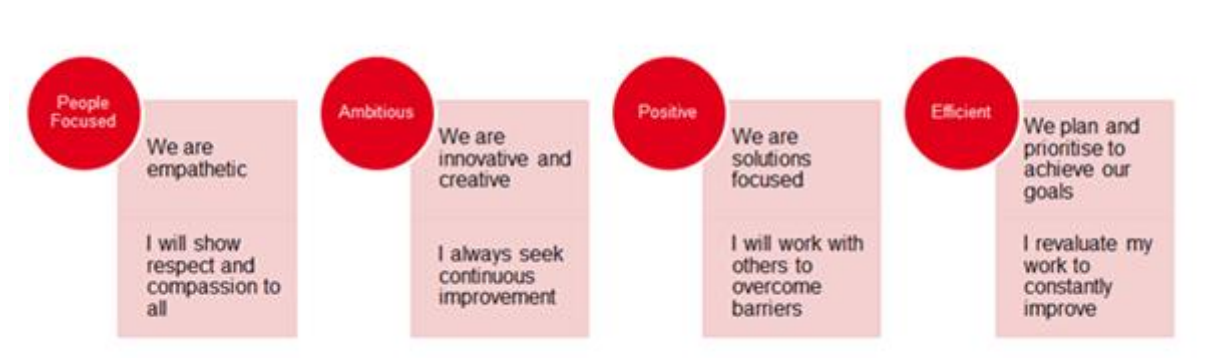 People
Focused
We are
empathetic
I will show
respect and
compassion to
all
Ambitious
We are
innovative and
creative
I always seek
continuous
improvement
Positive
We are
solutions
focused
I will work with
others to
overcome
barriers
Efficient
We plan and
prioritise to
achieve our
goals
I revaluate my
work to
constantly
improve